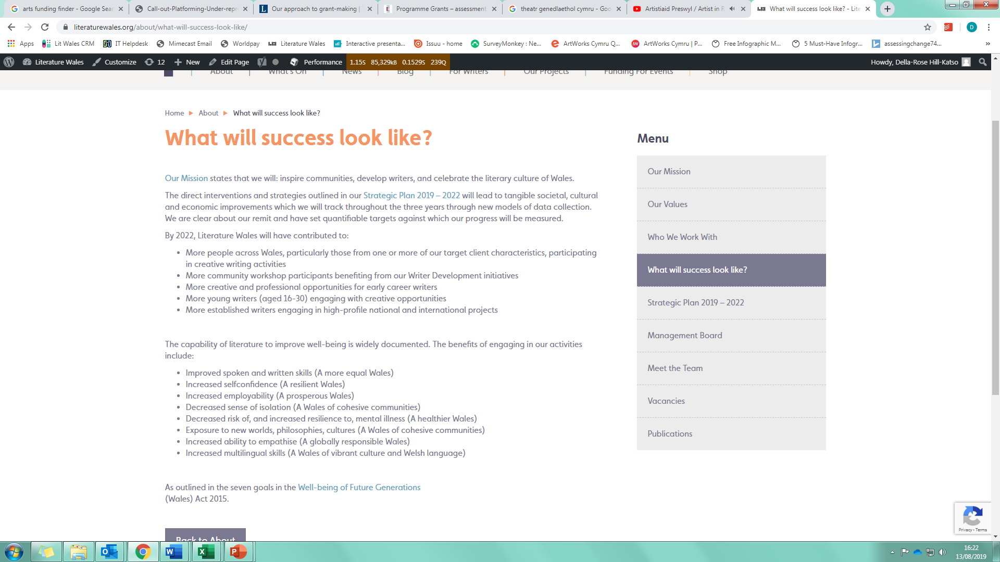 arts funding finder - Google Sear
Call-out-Platforming-Under-repr
Our approach to grant-making |
Programme Grants – assessment
theatr genedlaethol cymru - Goo
Artistiaid Preswyl / Artist in R
What will success look like? - Lite
literaturewales.org/about/what-will-success-look-like/
D
Apps
Lit Wales CRM
IT Helpdesk
Mimecast Email
Worldpay
Literature Wales
Interactive presenta...
Issuu - home
SurveyMonkey : Ne...
ArtWorks Cymru Q...
ArtWorks Cymru | P...
Free Infographic M...
5 Must-Have Infogr...
assessingchange74...
»
Literature Wales
Customize
12
New
Edit Page
Performance
1.15S 85,329KB 0.1529S 239Q
Howdy, Della-Rose Hill-Katso
About
What's On
News
Blog
For Writers
Our Projects
Funding For Events
Shop
Home
About
What will success look like?
What will success look like?
Our Mission states that we will: inspire communities, develop writers, and celebrate the literary culture of Wales.
The direct interventions and strategies outlined in our Strategic Plan 2019 – 2022 will lead to tangible societal, cultural
and economic improvements which we will track throughout the three years through new models of data collection.
We are clear about our remit and have set quantifiable targets against which our progress will be measured.
By 2022, Literature Wales will have contributed to:
• More people across Wales, particularly those from one or more of our target client characteristics, participating
in creative writing activities
• More community workshop participants benefiting from our Writer Development initiatives
• More creative and professional opportunities for early career writers
• More young writers (aged 16-30) engaging with creative opportunities
• More established writers engaging in high-profile national and international projects
The capability of literature to improve well-being is widely documented. The benefits of engaging in our activities
include:
• Improved spoken and written skills (A more equal Wales)
• Increased selfconfidence (A resilient Wales)
• Increased employability (A prosperous Wales)
• Decreased sense of isolation (A Wales of cohesive communities)
• Decreased risk of, and increased resilience to, mental illness (A healthier Wales)
• Exposure to new worlds, philosophies, cultures (A Wales of cohesive communities)
• Increased ability to empathise (A globally responsible Wales)
• Increased multilingual skills (A Wales of vibrant culture and Welsh language)
As outlined in the seven goals in the Well-being of Future Generations
(Wales) Act 2015.
Back to About
Menu
Our Mission
Our Values
Who We Work With
What will success look like?
Strategic Plan 2019 – 2022
Management Board
Meet the Team
Vacancies
Publications
Privacy - Terms
16:22
13/08/2019